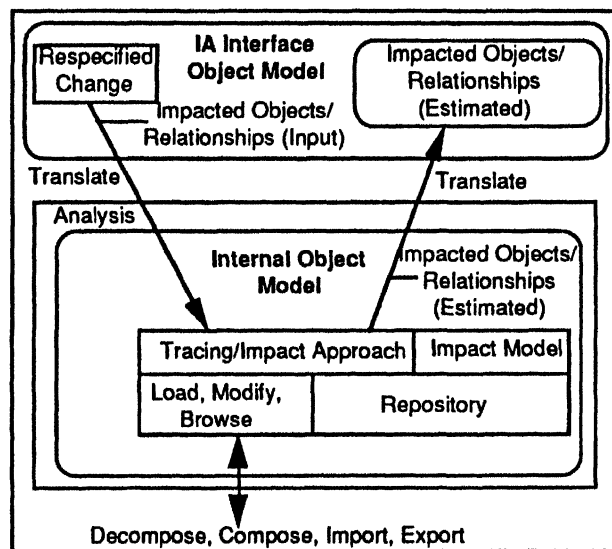 Respecified
Change
IA Interface
Object Model
Impacted Objects/
Relationships
(Estimated)
Impacted Objects/
Relationships (Input)
Translate
Translate
Analysis
Internal Object
Model
Impacted Objects/
Relationships
(Estimated)
Tracing/Impact Approach
Impact Model
Load, Modify,
Browse
Repository
Decompose, Compose, Import, Export